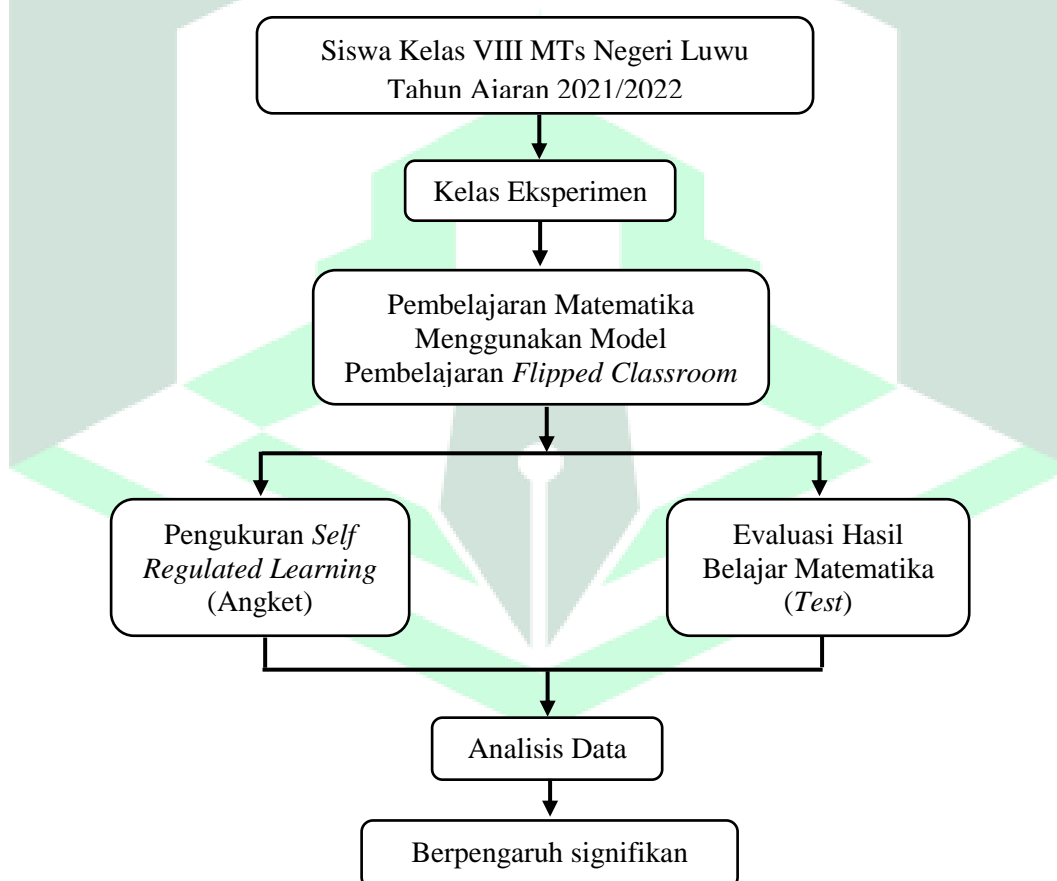 Siswa Kelas VIII MTs Negeri Luwu
Tahun Ajaran 2021/2022
Kelas Eksperimen
Pembelajaran Matematika
Menggunakan Model
Pembelajaran Flipped Classroom
Pengukuran Self
Regulated Learning
(Angket)
Evaluasi Hasil
Belajar Matematika
(Test)
Analisis Data
Berpengaruh signifikan